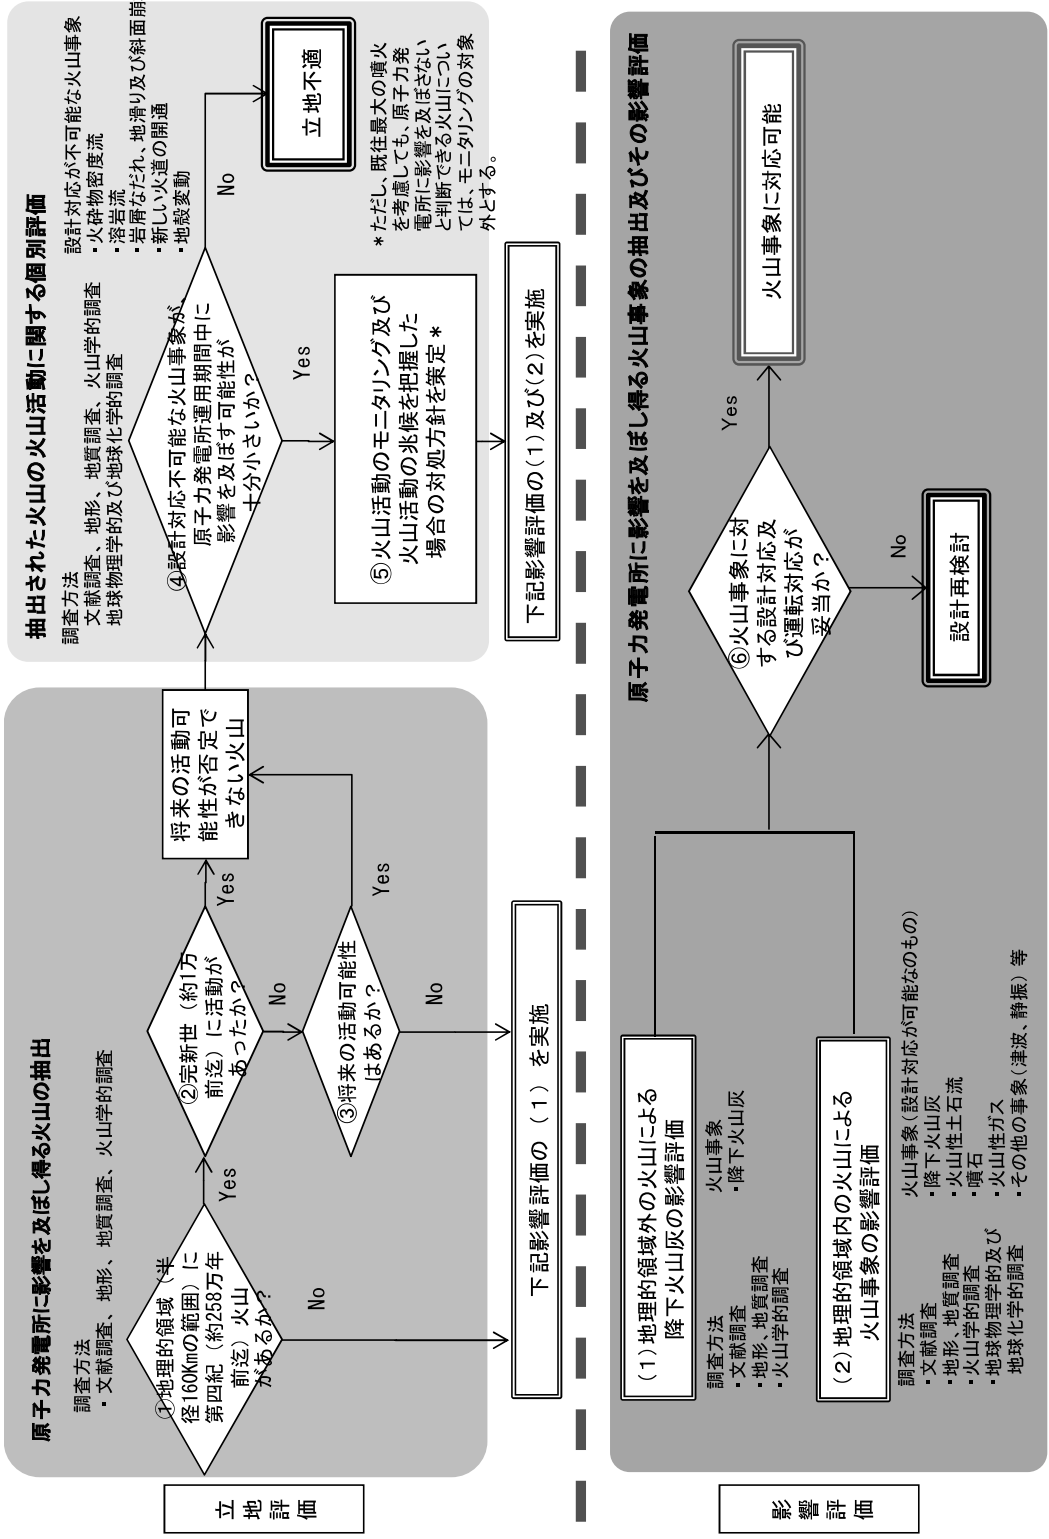 立地評価
原子力発電所に影響を及ぼし得る火山の抽出
調査方法
・文献調査、地形、地質調査、火山学的調査
①地理的領域（半
径160Kmの範囲）に
第四紀（約258万年
前迄）火山
があるか？
Yes
No
②完新世（約1万
前迄）に活動が
あったか？
Yes
No
③将来の活動可能性
はあるか？
Yes
No
将来の活動可
能性が否定で
きない火山
下記影響評価の（１）を実施
抽出された火山の火山活動に関する個別評価
調査方法
文献調査、地形、地質調査、火山学的調査
地球物理学的及び地球化学的調査
設計対応が不可能な火山事象
・火砕物密度流
・溶岩流
・岩屑なだれ、地滑り及び斜面崩
・新しい火道の開通
・地殻変動
④設計対応不可能な火山事象が、
原子力発電所運用期間中に
影響を及ぼす可能性が
十分小さいか？
No
立地不適
Yes
⑤火山活動のモニタリング及び
火山活動の兆候を把握した
場合の対処方針を策定＊
＊ただし、既往最大の噴火
を考慮しても、原子力発
電所に影響を及ぼさない
と判断できる火山につい
ては、モニタリングの対象
外とする。
下記影響評価の（１）及び（２）を実施
影響評価
原子力発電所に影響を及ぼし得る火山事象の抽出及びその影響評価
（１）地理的領域外の火山による
降下火山灰の影響評価
調査方法
・文献調査
・地形、地質調査
・火山学的調査
火山事象
・降下火山灰
（２）地理的領域内の火山による
火山事象の影響評価
調査方法
・文献調査
・地形、地質調査
・火山学的調査
・地球物理学的及び
地球化学的調査
火山事象（設計対応が可能なのもの）
・降下火山灰
・火山性土石流
・噴石
・火山性ガス
・その他の事象（津波、静振）等
⑥火山事象に対
する設計対応及
び運転対応が
妥当か？
Yes
火山事象に対応可能
No
設計再検討